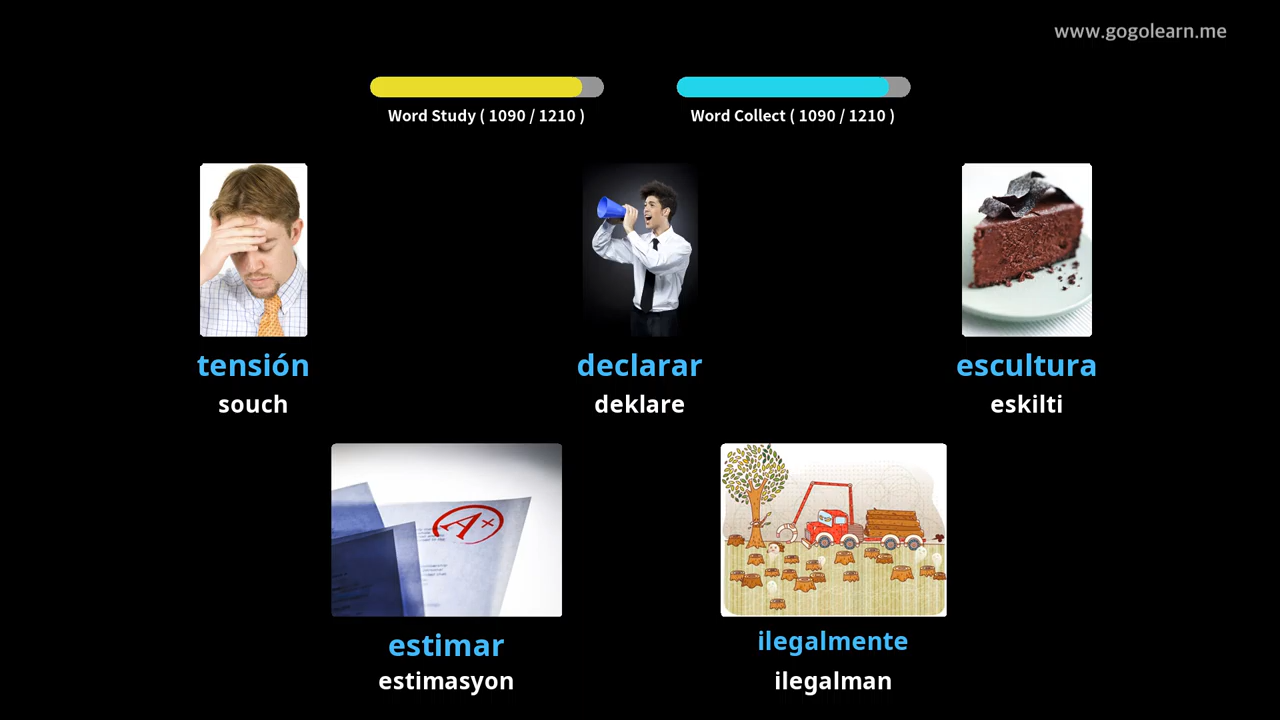 www.gogolearn.me
Word Study ( 1090 / 1210 )
Word Collect ( 1090 / 1210 )
tensión
souch
declarar
deklare
escultura
eskilti
A+
estimar
estimasyon
ilegalmente
ilegalman